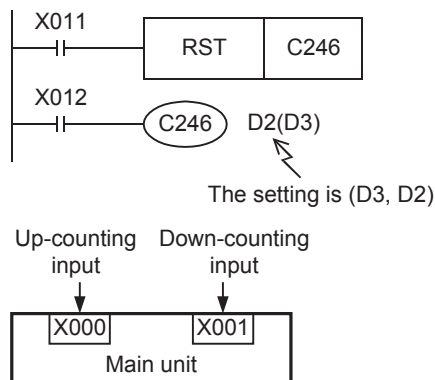 X011
RST C246
X012
C246 D2(D3)
The setting is (D3, D2)
Up-counting Down-counting
input input
X000 X001
Main unit